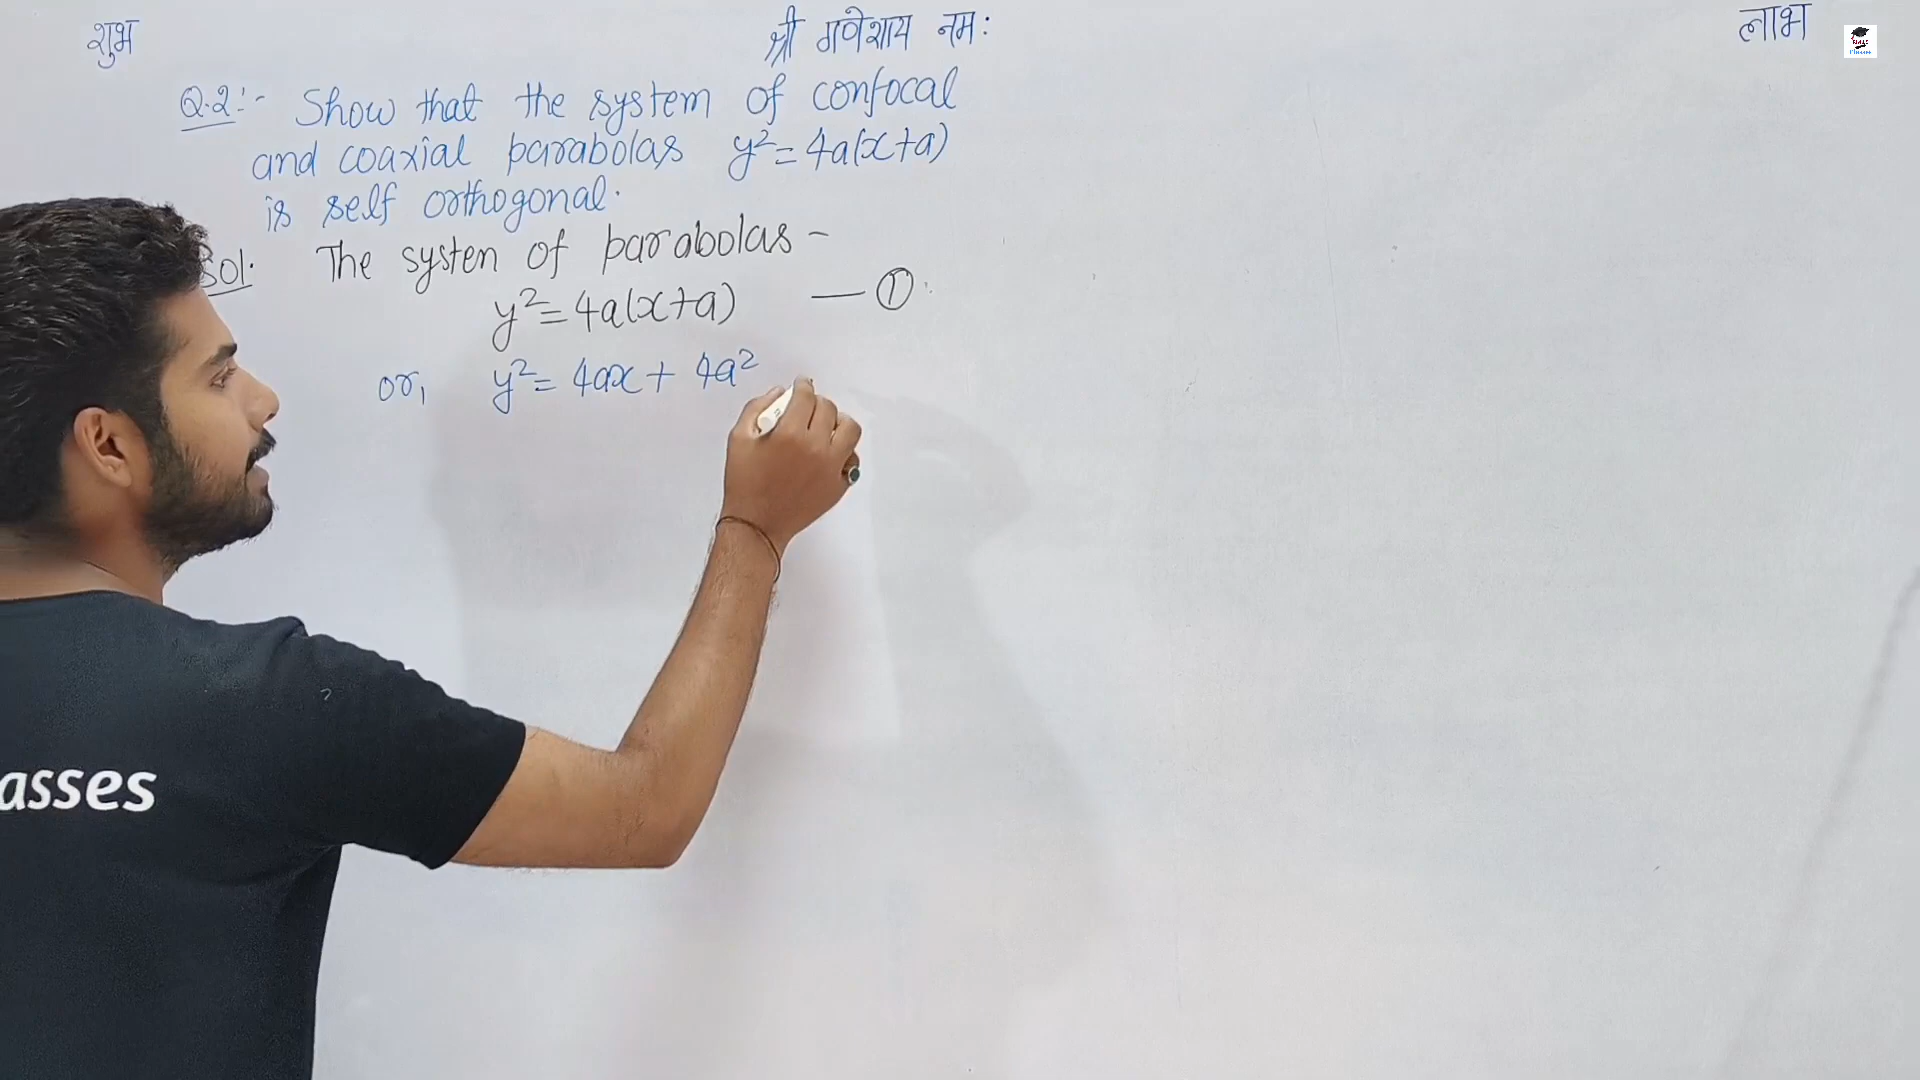 शुभ श्री गणेशाय नमः लाभ
Q.2:- Show that the system of confocal
and coaxial parabolas y²=4a(x+a)
is self orthogonal.
Sol. The systen of parabolas -
y²=4a(x+a) — ①.
or, y²= 4ax + 4a²
asses